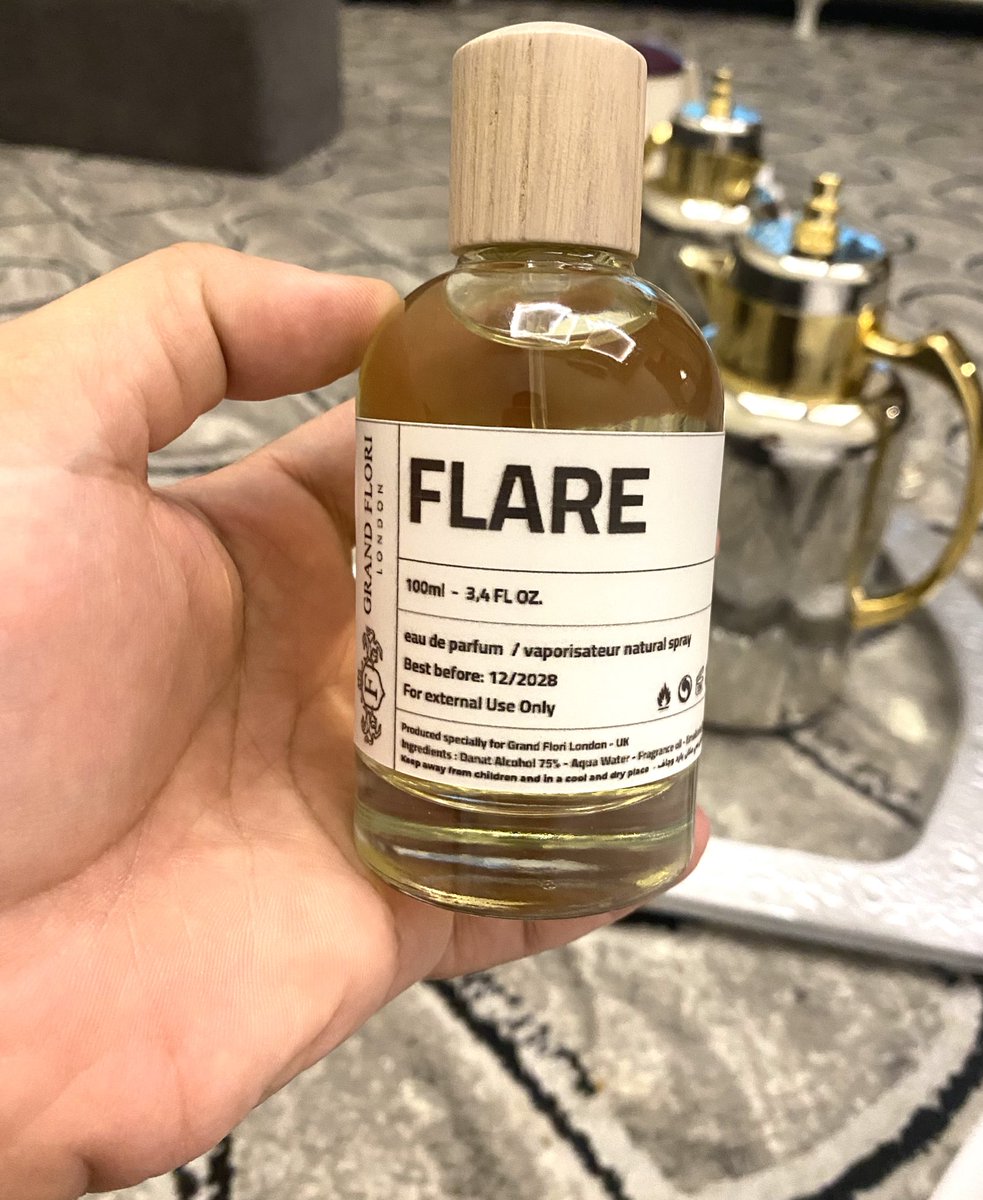 GRAND FLORI
LONDON
F
FLARE
100ml - 3,4 FL OZ.
eau de parfum / vaporisateur natural spray
Best before: 12/2028
For external Use Only
Produced specially for Grand Flori London - UK
Ingredients : Danat Alcohol 75% - Aqua Water - Fragrance oil -
Keep away from children and in a cool and dry place -